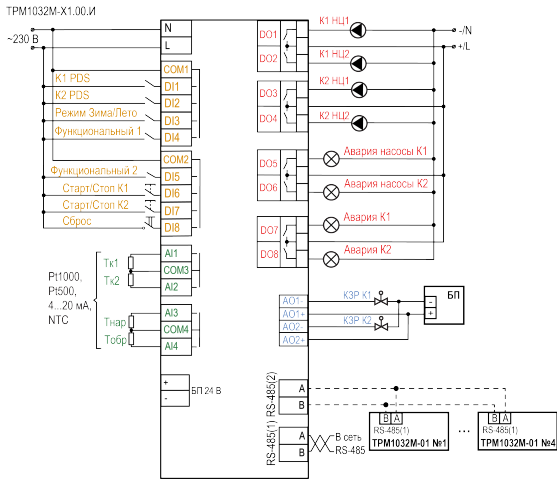 ТРМ1032М-Х1.00.И
~230 В
N
L
COM1
К1 PDS
DI1
К2 PDS
DI2
Режим Зима/Лето
DI3
Функциональный 1
DI4
COM2
Функциональный 2
DI5
Старт/Стоп К1
DI6
Старт/Стоп К2
DI7
Сброс
DI8
Pt1000,
Pt500,
4...20 мА,
NTC
Тк1
AI1
COM3
Тк2
AI2
Тнар
AI3
COM4
Тобр
AI4
+
-
БП 24 В
DO1
К1 НЦ1
-/N
+/L
DO2
К1 НЦ2
DO3
К2 НЦ1
DO4
К2 НЦ2
DO5
Авария насосы К1
DO6
Авария насосы К2
DO7
Авария К1
DO8
Авария К2
AO1-
КЗР К1
AO1+
AO2-
КЗР К2
AO2+
БП
-
+
RS-485(2)
A
B
RS-485(1)
A
B
В сеть
RS-485
B A
RS-485(1)
ТРМ1032М-01 №1
...
B A
RS-485(1)
ТРМ1032М-01 №4